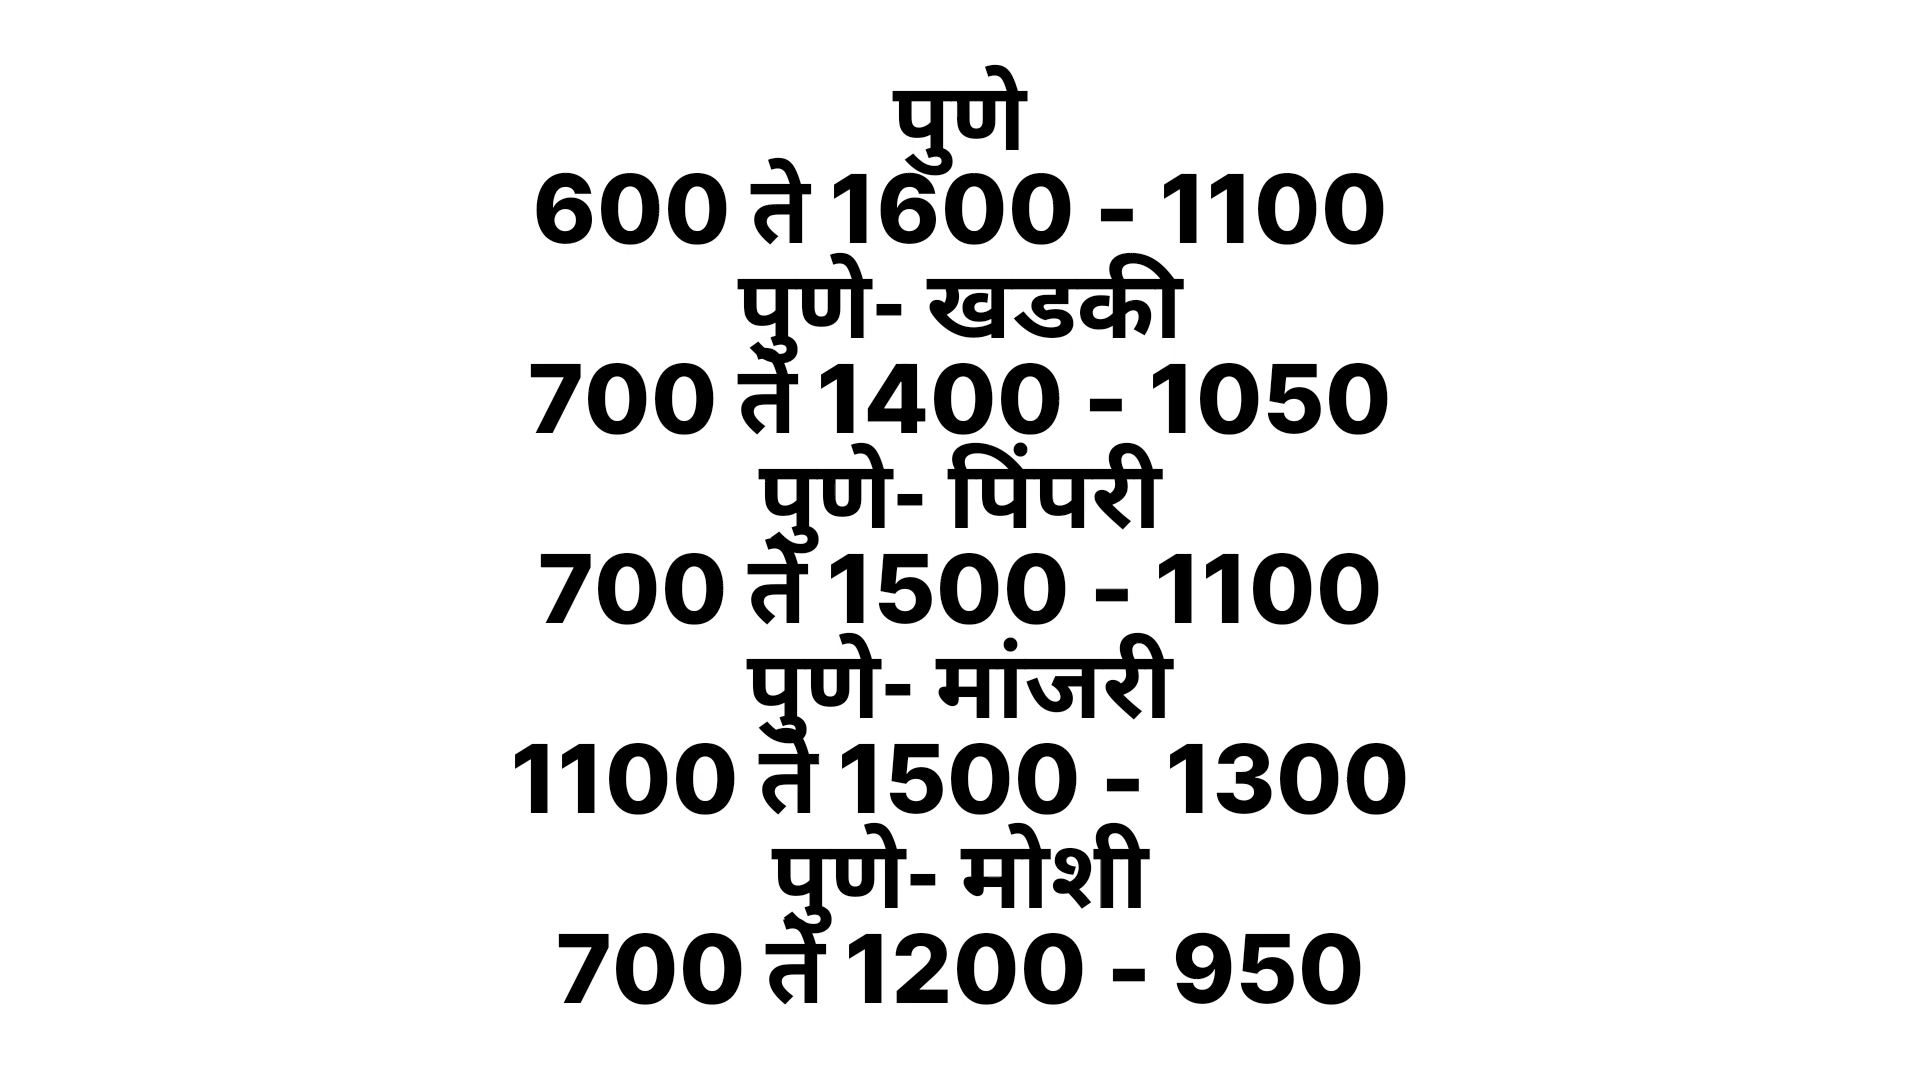 पुणे
600 ते 1600 - 1100
पुणे- खडकी
700 ते 1400 - 1050
पुणे- पिंपरी
700 ते 1500 - 1100
पुणे- मांजरी
1100 ते 1500 - 1300
पुणे- मोशी
700 ते 1200 - 950